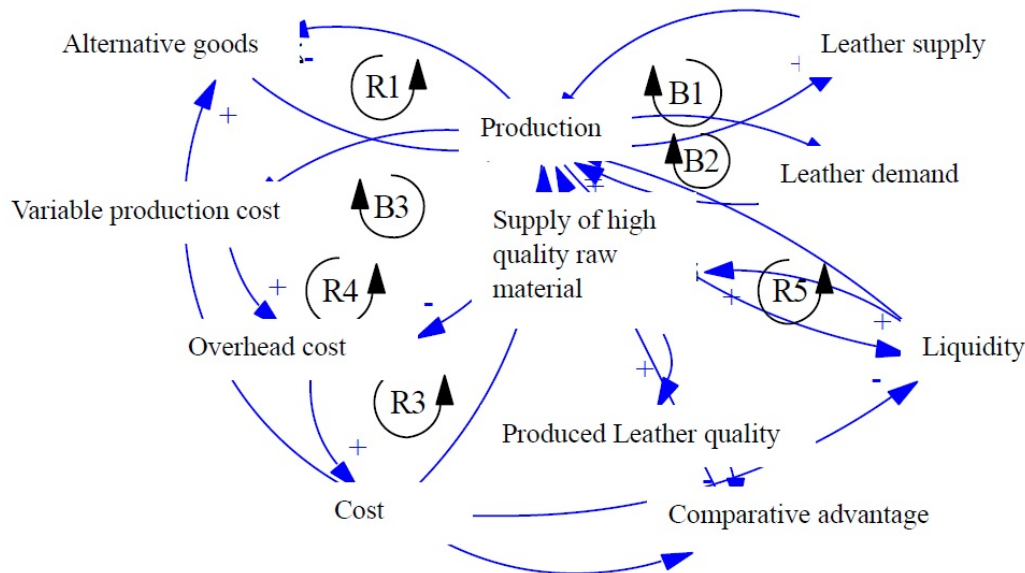 Alternative goods
Leather supply
-
+
R1
B1
+
Production
B2
+
Leather demand
Variable production cost
B3
Supply of high
quality raw
material
+
R4
-
+
R5
+
Overhead cost
Liquidity
+
-
R3
Produced Leather quality
+
-
Cost
Comparative advantage